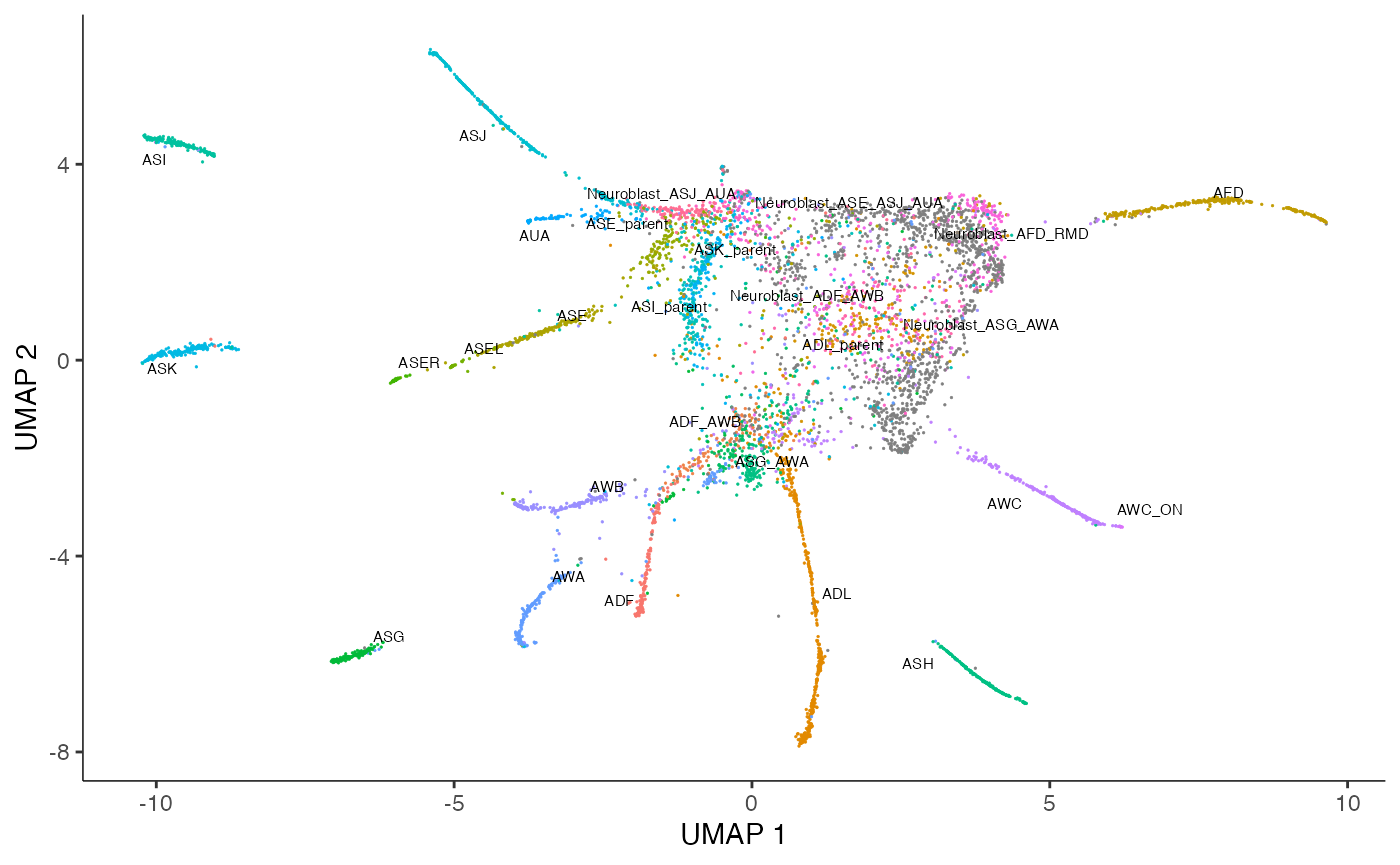 ASJ
ASI
4
Neuroblast_ASJ_AUA
AFD
Neuroblast_ASE_ASJ_AUA
ASE_parent
AUA
Neuroblast_AFD_RMD
ASK_parent
Neuroblast_ADF_AWB
ASI_parent
ASE
Neuroblast_ASG_AWA
ASEL
ADL_parent
0
ASER
ASK
UMAP 2
ADF_AWB
ASG_AWA
AWB
AWC
AWC_ON
-4
AWA
ADF
ADL
ASG
ASH
-8
-10
-5
0
5
10
UMAP 1